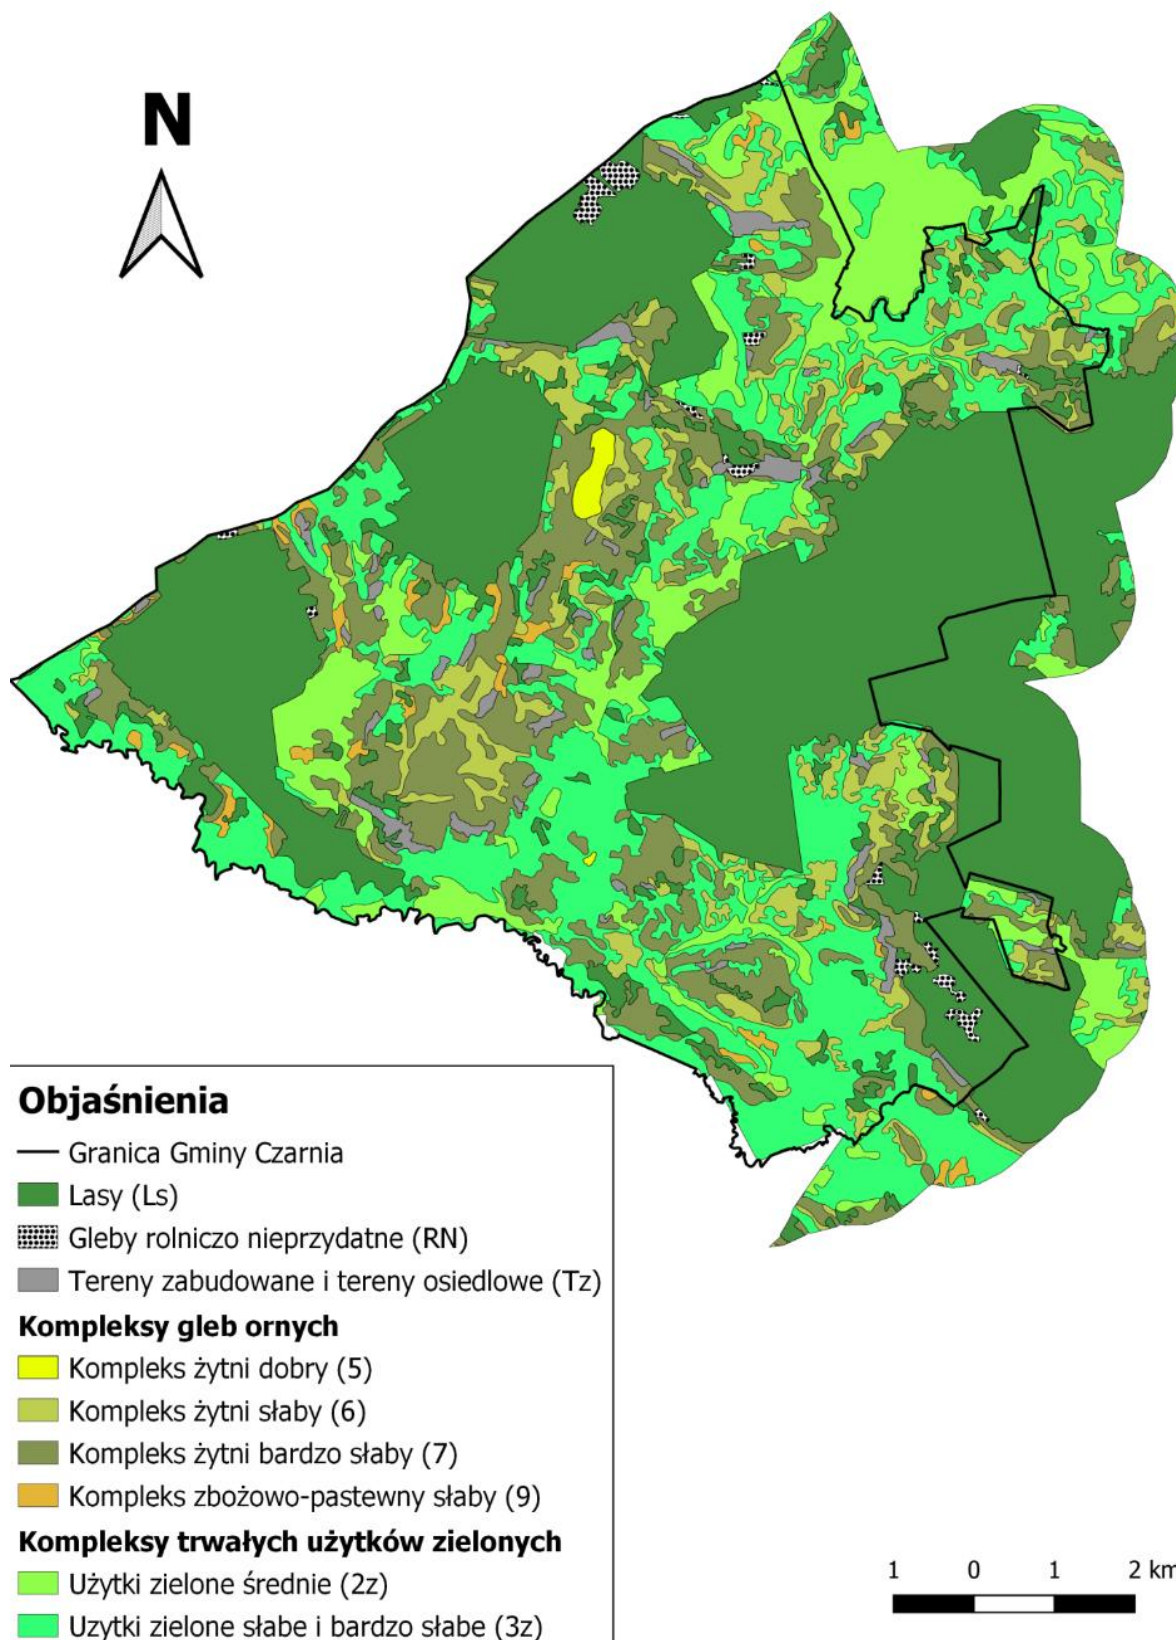 N
Objaśnienia
Granica Gminy Czarnia
Lasy (Ls)
Gleby rolniczo nieprzydatne (RN)
Tereny zabudowane i tereny osiedlowe (Tz)
Kompleksy gleb ornych
Kompleks żytni dobry (5)
Kompleks żytni słaby (6)
Kompleks żytni bardzo słaby (7)
Kompleks zbożowo-pastewny słaby (9)
Kompleksy trwałych użytków zielonych
Użytki zielone średnie (2z)
Uzytki zielone słabe i bardzo słabe (3z)
1 0 1 2 km